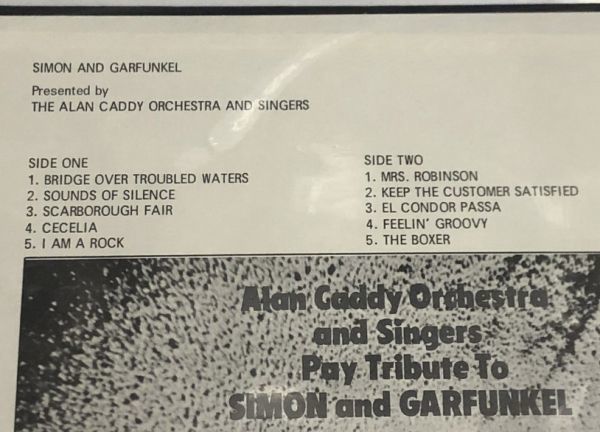 SIMON AND GARFUNKEL
Presented by
THE ALAN CADDY ORCHESTRA AND SINGERS
SIDE ONE
1. BRIDGE OVER TROUBLED WATERS
2. SOUNDS OF SILENCE
3. SCARBOROUGH FAIR
4. CECELIA
5. I AM A ROCK
SIDE TWO
1. MRS. ROBINSON
2. KEEP THE CUSTOMER SATISFIED
3. EL CONDOR PASSA
4. FEELIN' GROOVY
5. THE BOXER
Alan Caddy Orchestra
and Singers
Pay Tribute To
SIMON and GARFUNKEL